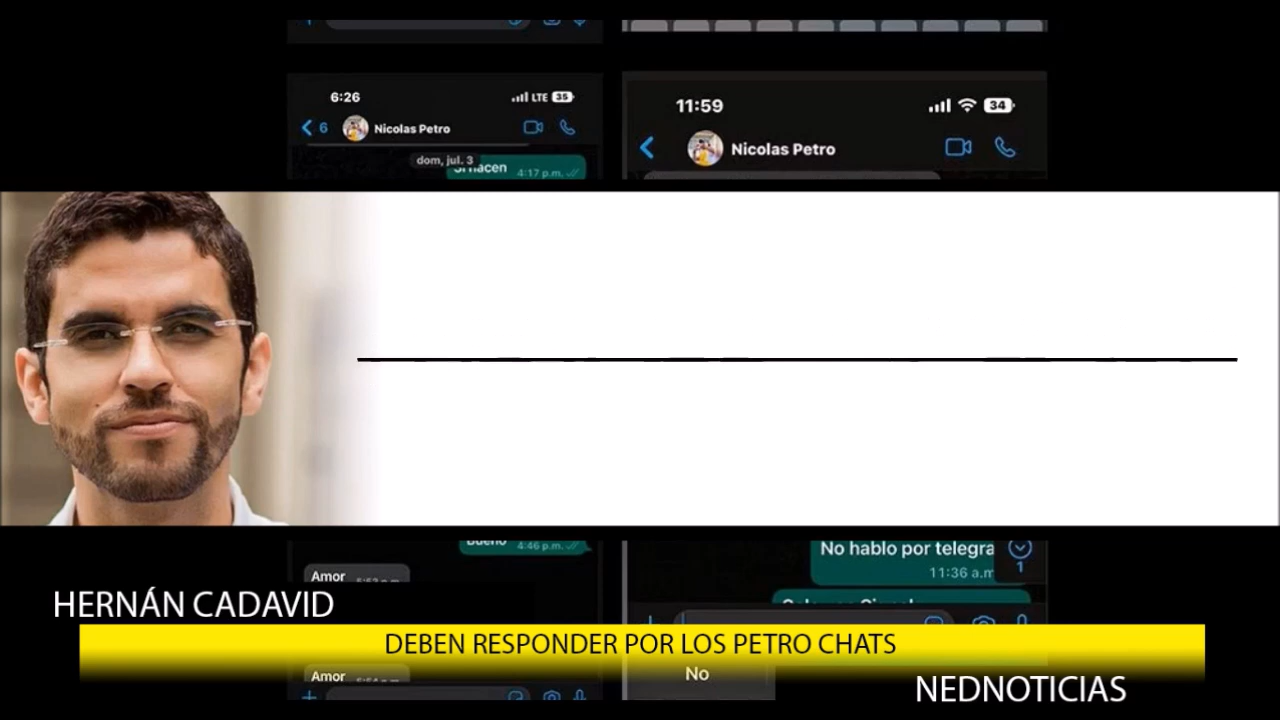 6:26
LTE 35
6
Nicolas Petro
dom, jul. 3
Si hacen
4:17 p.m.
11:59
34
Nicolas Petro
Bueno
4:46 p.m.
Amor
No hablo por telegra
11:36 a.m
1
HERNÁN CADAVID
DEBEN RESPONDER POR LOS PETRO CHATS
Amor
No
NEDNOTICIAS